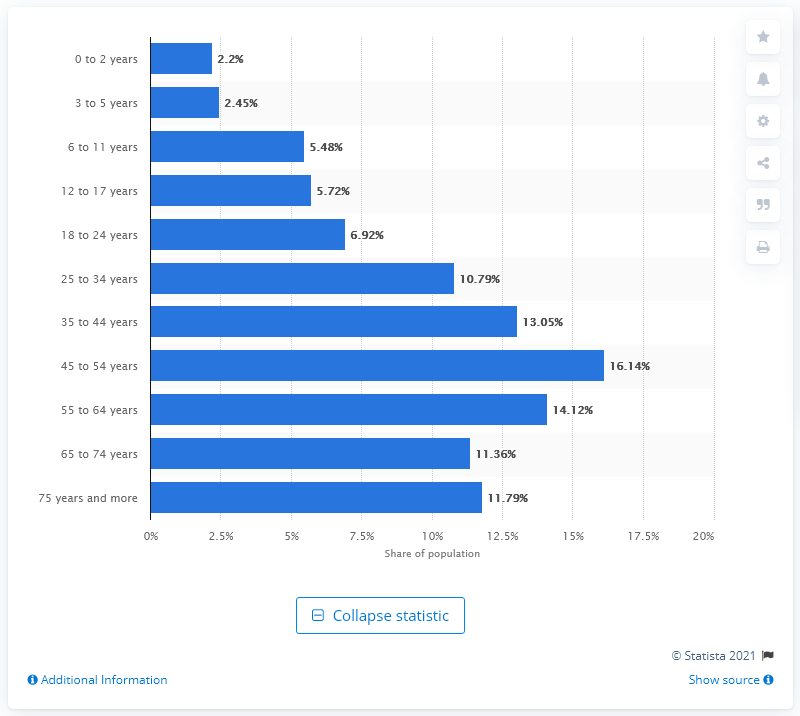 0 to 2 years 2.2%
3 to 5 years 2.45%
6 to 11 years 5.48%
12 to 17 years 5.72%
18 to 24 years 6.92%
25 to 34 years 10.79%
35 to 44 years 13.05%
45 to 54 years 16.14%
55 to 64 years 14.12%
65 to 74 years 11.36%
75 years and more 11.79%
0% 2.5% 5% 7.5% 10% 12.5% 15% 17.5% 20%
Share of population
Collapse statistic
© Statista 2021
Additional Information Show source